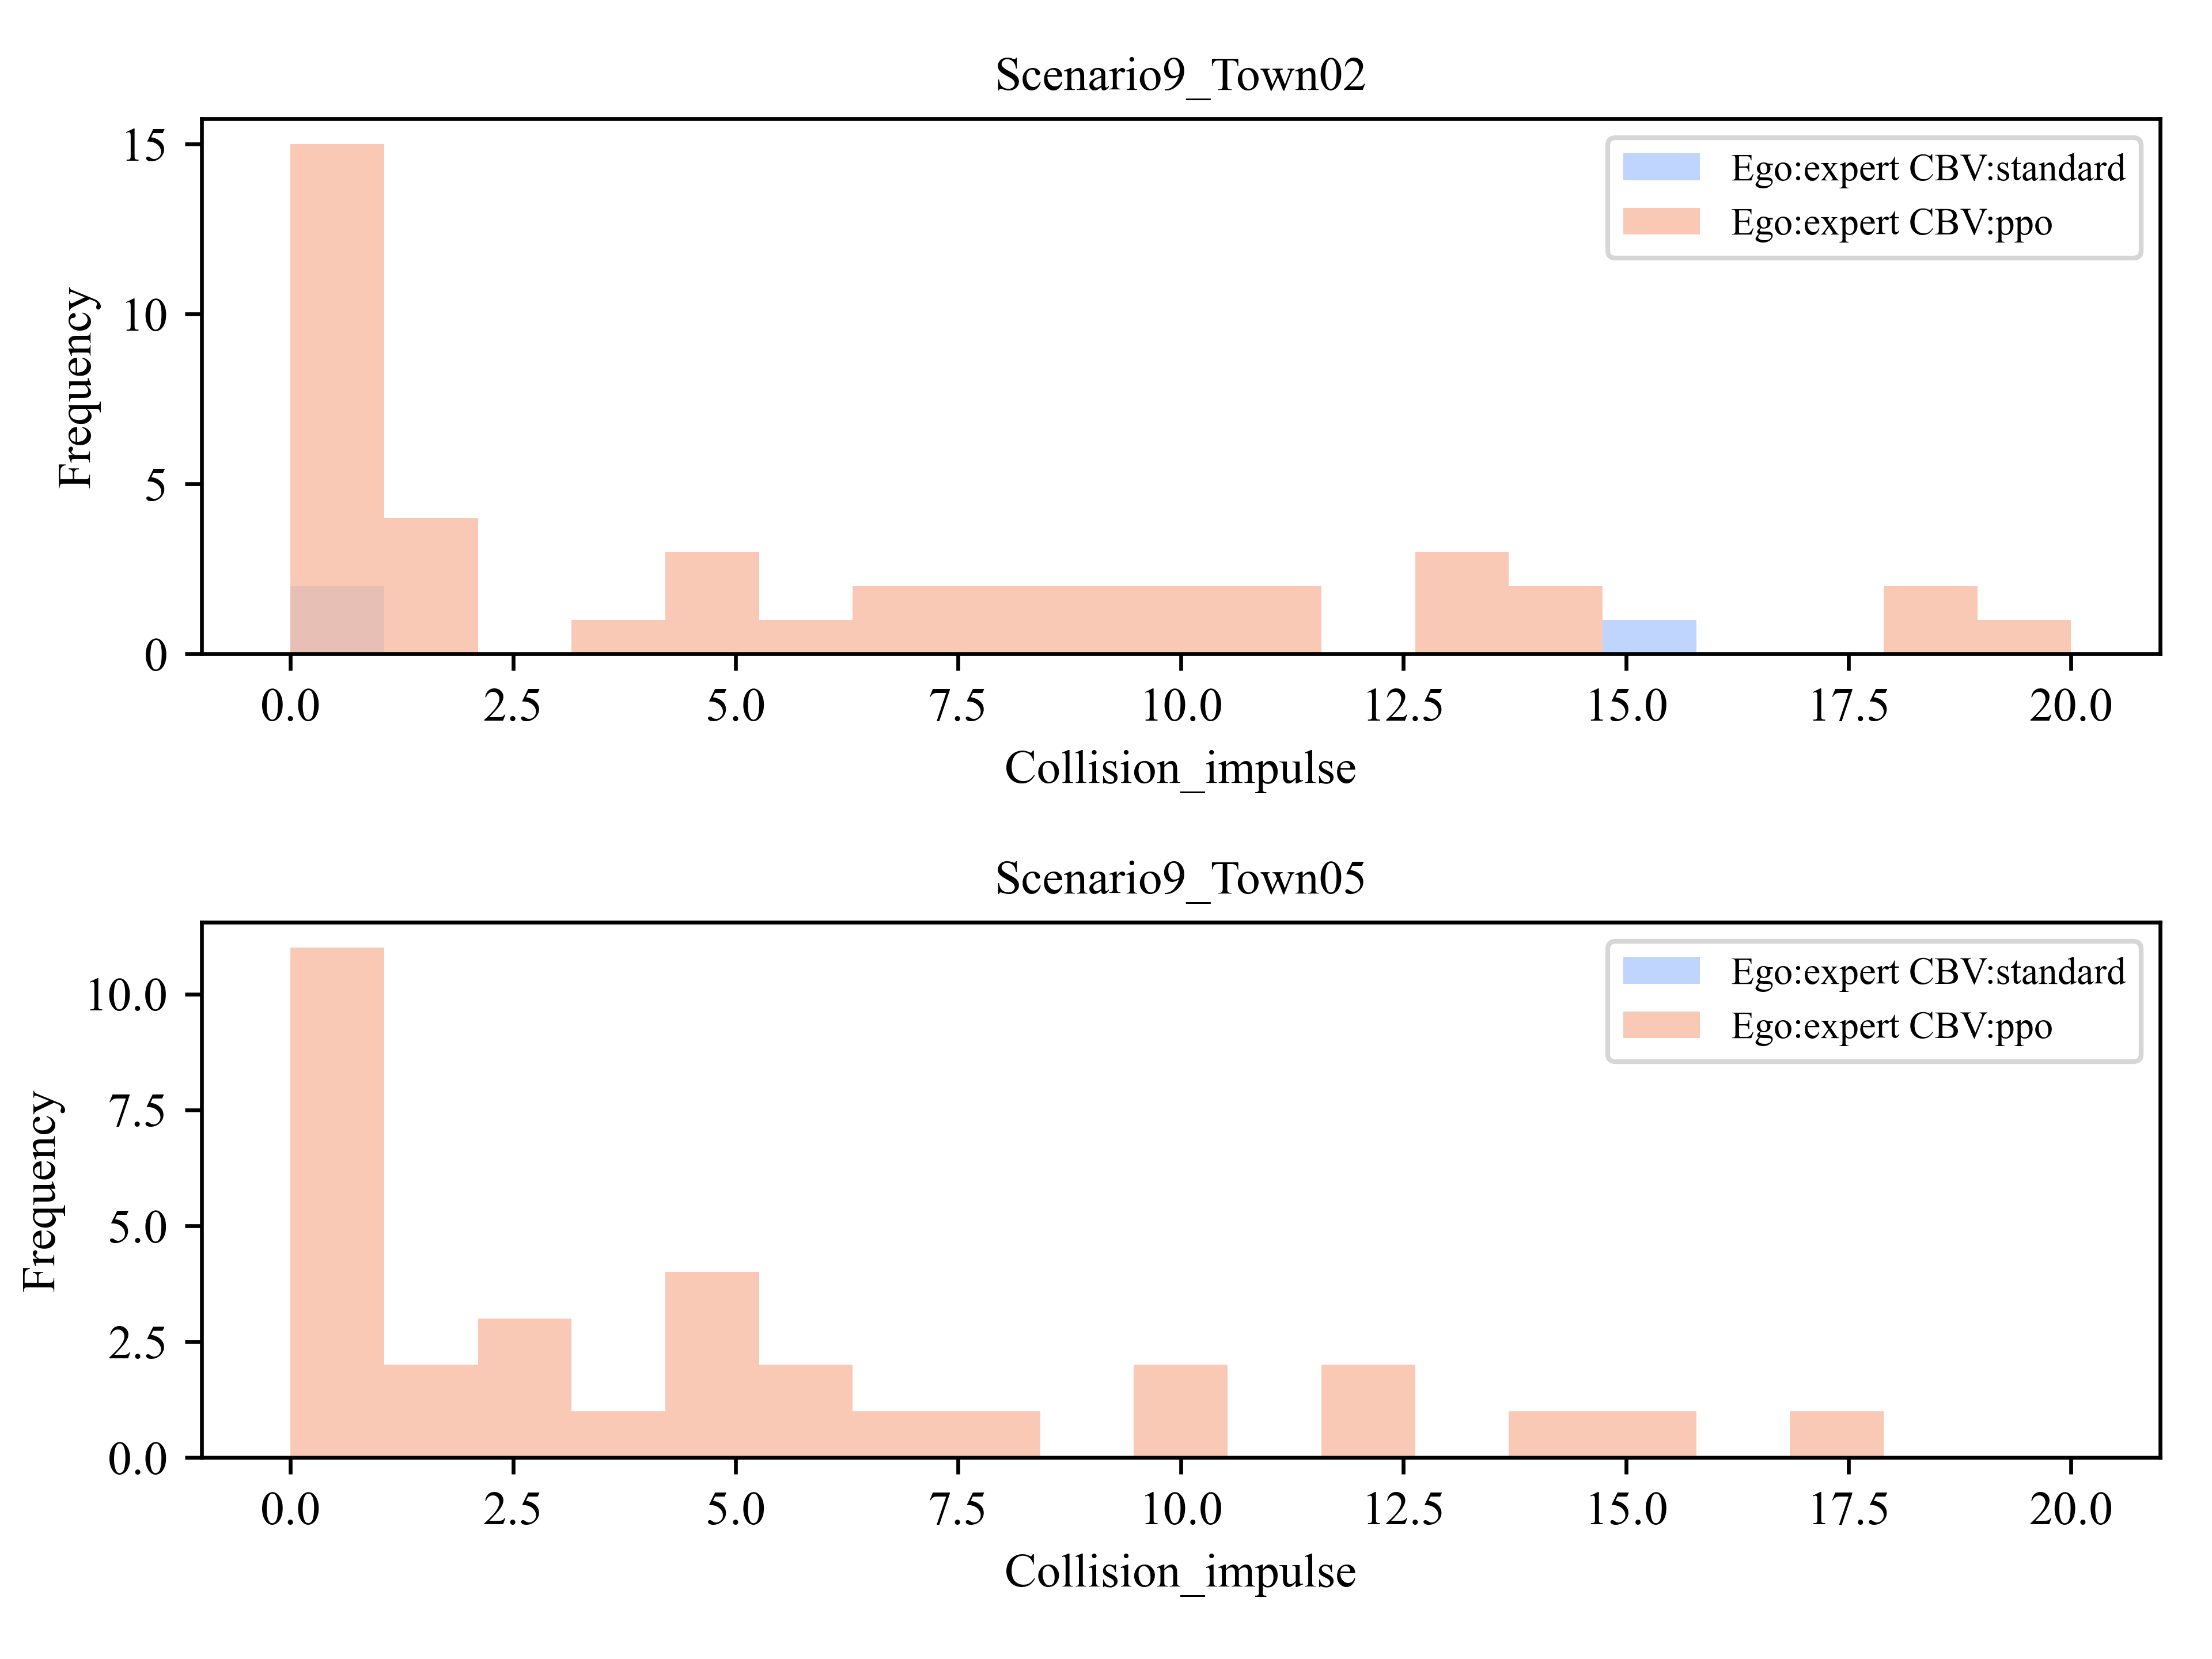 Scenario9_Town02
15
10
5
0
Frequency
Ego:expert CBV:standard
Ego:expert CBV:ppo
0.0 2.5 5.0 7.5 10.0 12.5 15.0 17.5 20.0
Collision_impulse
Scenario9_Town05
10.0
7.5
5.0
2.5
0.0
Frequency
Ego:expert CBV:standard
Ego:expert CBV:ppo
0.0 2.5 5.0 7.5 10.0 12.5 15.0 17.5 20.0
Collision_impulse